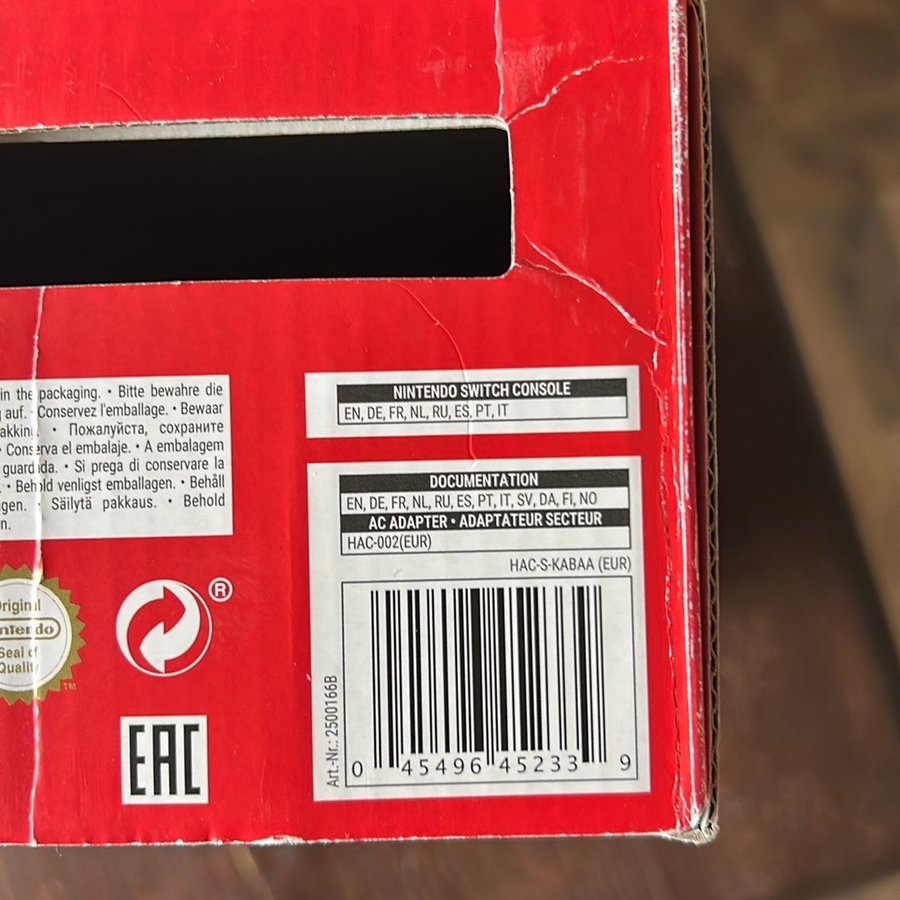 in the packaging. • Bitte bewahre die
auf. • Conservez l'emballage. • Bewaar
• Пожалуйста, сохраните
• Conserva el embalaje. • A embalagem
guardada. • Si prega di conservare la
• Behold venligst emballagen. • Behåll
• Säilytä pakkaus. • Behold
NINTENDO SWITCH CONSOLE
EN, DE, FR, NL, RU, ES, PT, IT
DOCUMENTATION
EN, DE, FR, NL, RU, ES, PT, IT, SV, DA, FI, NO
AC ADAPTER • ADAPTATEUR SECTEUR
HAC-002(EUR)
HAC-S-KABAA (EUR)
Art.-Nr.: 2500166B
0 45496 45233 9
Original
Nintendo
Seal of
Quality
TM
®
EAC